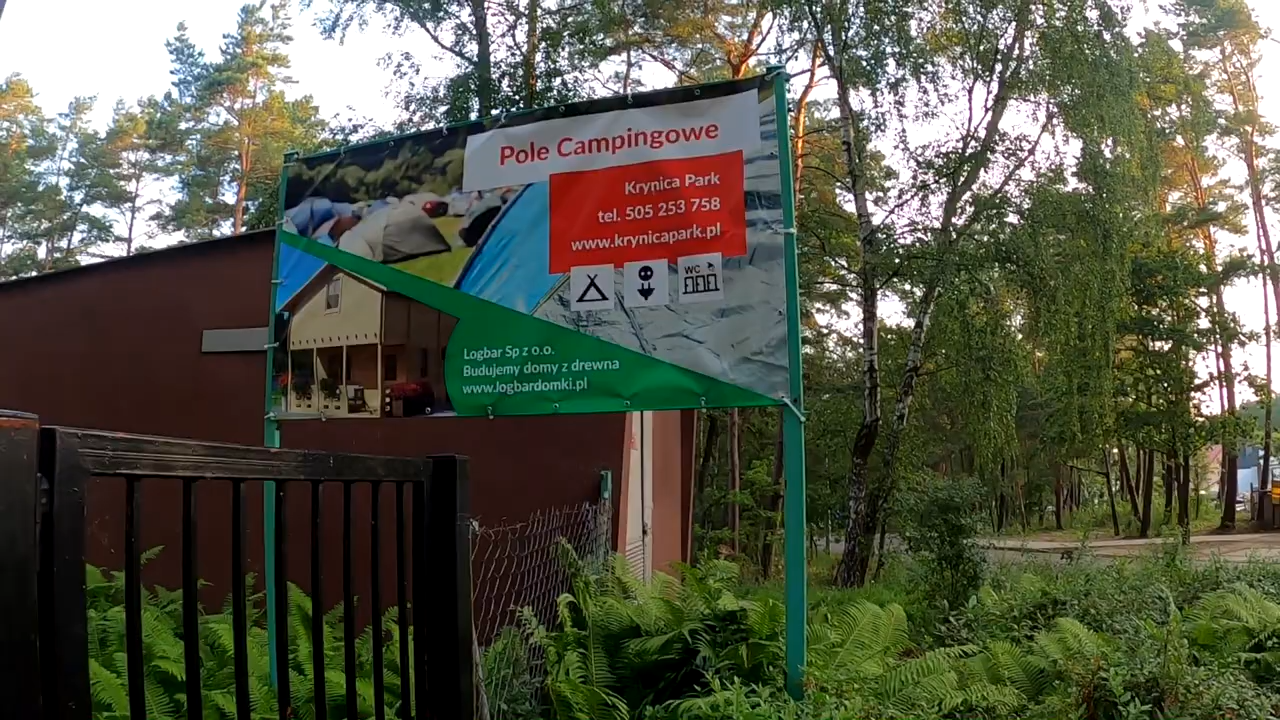 Pole Campingowe
Krynica Park
tel. 505 253 758
www.krynicapark.pl
WC
Logbar Sp z o.o.
Budujemy domy z drewna
www.logbardomki.pl